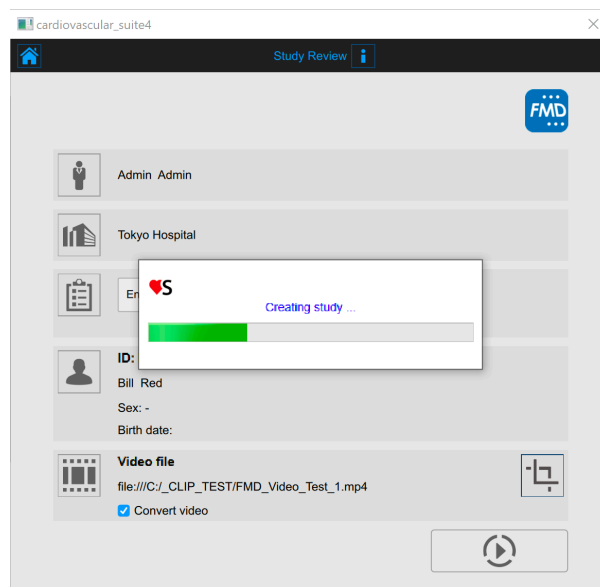 cardiovascular_suite4
Study Review
FMD
Admin Admin
Tokyo Hospital
S
Creating study ...
ID:
Bill Red
Sex: -
Birth date:
Video file
file:///C:/_CLIP_TEST/FMD_Video_Test_1.mp4
Convert video